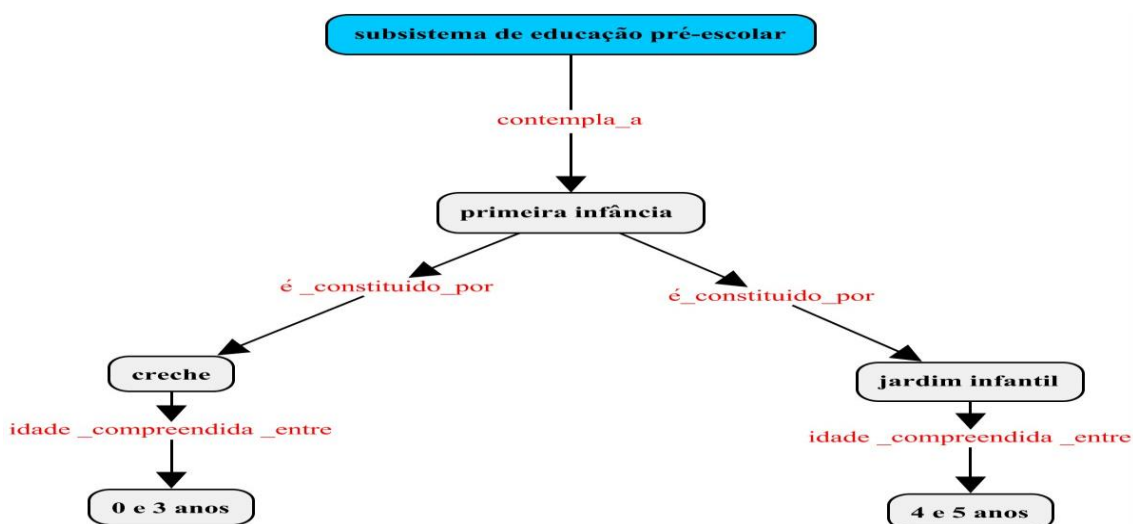 subsistema de educação pré-escolar
contempla_a
primeira infância
é _constituido_por
é_constituido_por
creche
jardim infantil
idade _compreendida _entre
idade _compreendida _entre
0 e 3 anos
4 e 5 anos